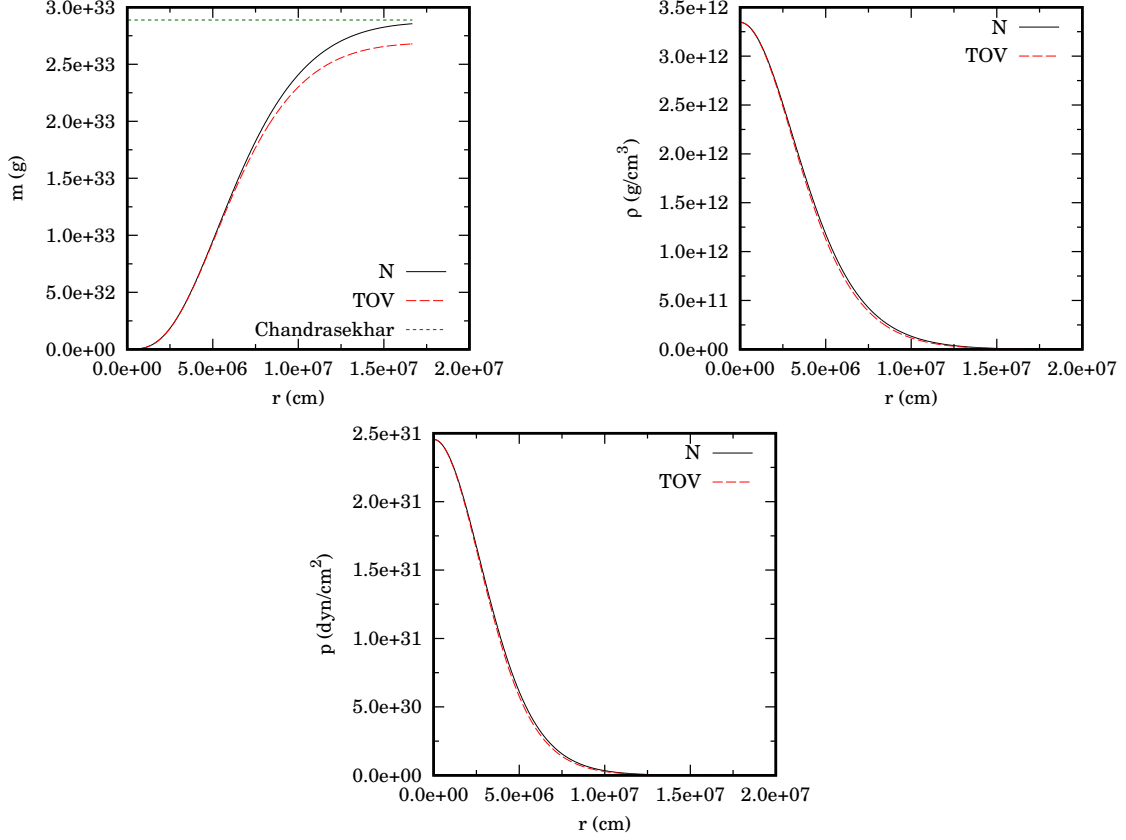 3.0e+33
2.5e+33
2.0e+33
1.5e+33
1.0e+33
5.0e+32
0.0e+00
m (g)
N
TOV
Chandrasekhar
0.0e+00 5.0e+06 1.0e+07 1.5e+07 2.0e+07
r (cm)
3.5e+12
3.0e+12
2.5e+12
2.0e+12
1.5e+12
1.0e+12
5.0e+11
0.0e+00
ρ (g/cm³)
N
TOV
0.0e+00 5.0e+06 1.0e+07 1.5e+07 2.0e+07
r (cm)
2.5e+31
2.0e+31
1.5e+31
1.0e+31
5.0e+30
0.0e+00
p (dyn/cm²)
N
TOV
0.0e+00 5.0e+06 1.0e+07 1.5e+07 2.0e+07
r (cm)